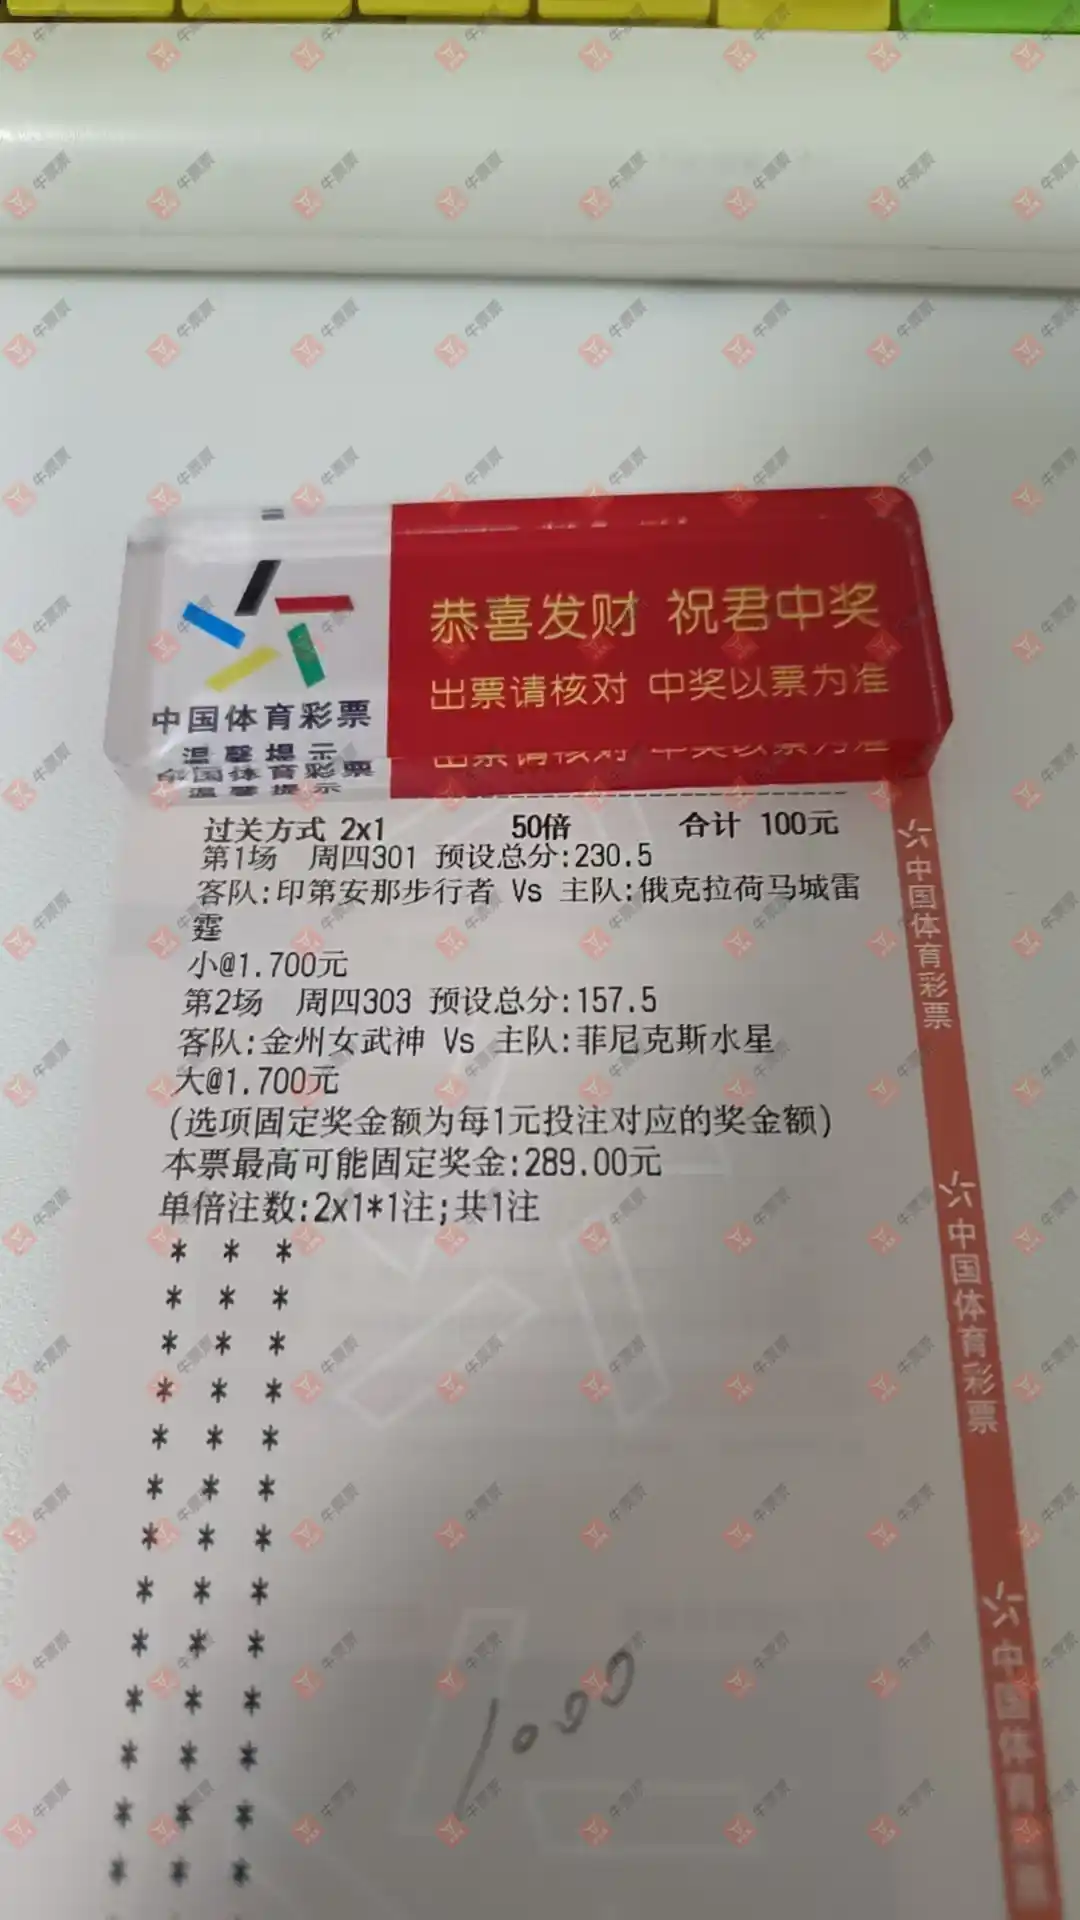 恭喜发财 祝君中奖
出票请核对 中奖以票为准
中国体育彩票
温馨提示
过关方式 2x1 50倍 合计 100元
第1场 周四301 预设总分:230.5
客队:印第安那步行者 Vs 主队:俄克拉荷马城雷
霆
小@1.700元
第2场 周四303 预设总分:157.5
客队:金州女武神 Vs 主队:菲尼克斯水星
大@1.700元
(选项固定奖金额为每1元投注对应的奖金额)
本票最高可能固定奖金:289.00元
单倍注数:2x1*1注;共1注
* * *
* * *
* * *
* * *
* * *
* * *
* * *
* * *
* * *
* * *
* * *
* * *
* * *
1000
中国体育彩票
中国体育彩票
中国体育
牛票票